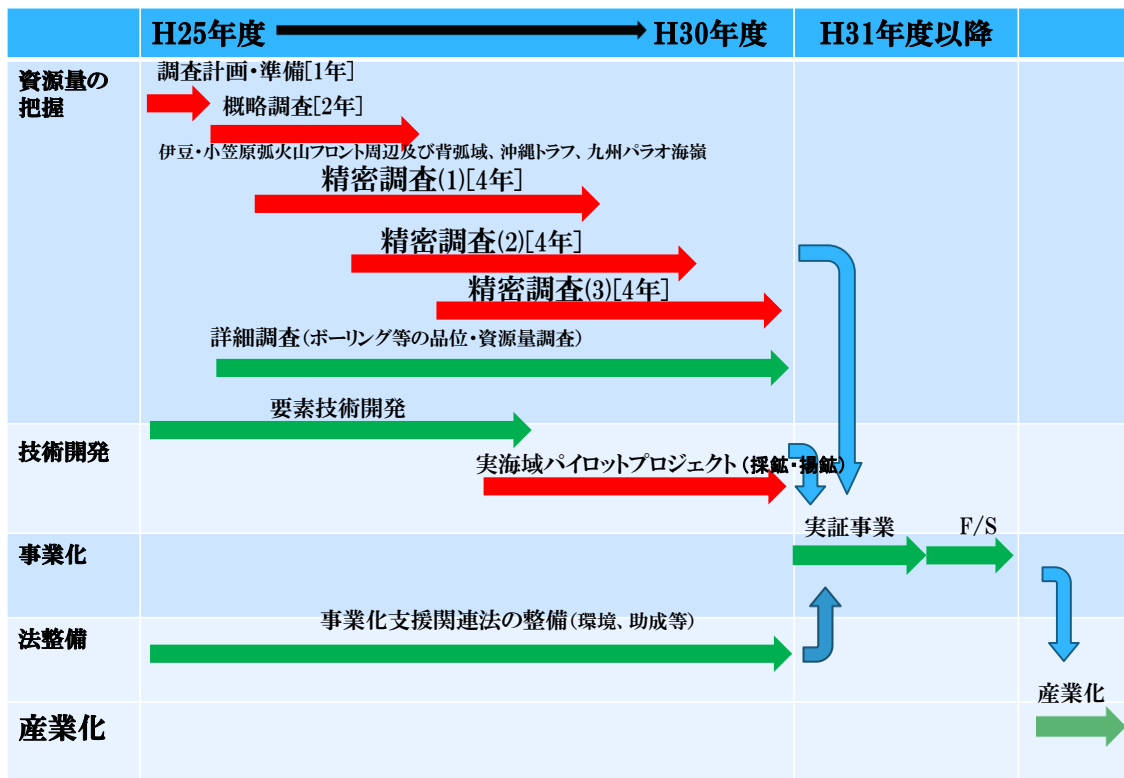 H25年度
H30年度
H31年度以降
資源量の
把握
調査計画・準備[1年]
概略調査[2年]
伊豆・小笠原弧火山フロント周辺及び背弧域、沖縄トラフ、九州パラオ海嶺
精密調査(1)[4年]
精密調査(2)[4年]
精密調査(3)[4年]
詳細調査(ボーリング等の品位・資源量調査)
要素技術開発
技術開発
実海域パイロットプロジェクト(採鉱・揚鉱)
事業化
実証事業
F/S
法整備
事業化支援関連法の整備(環境、助成等)
産業化
産業化